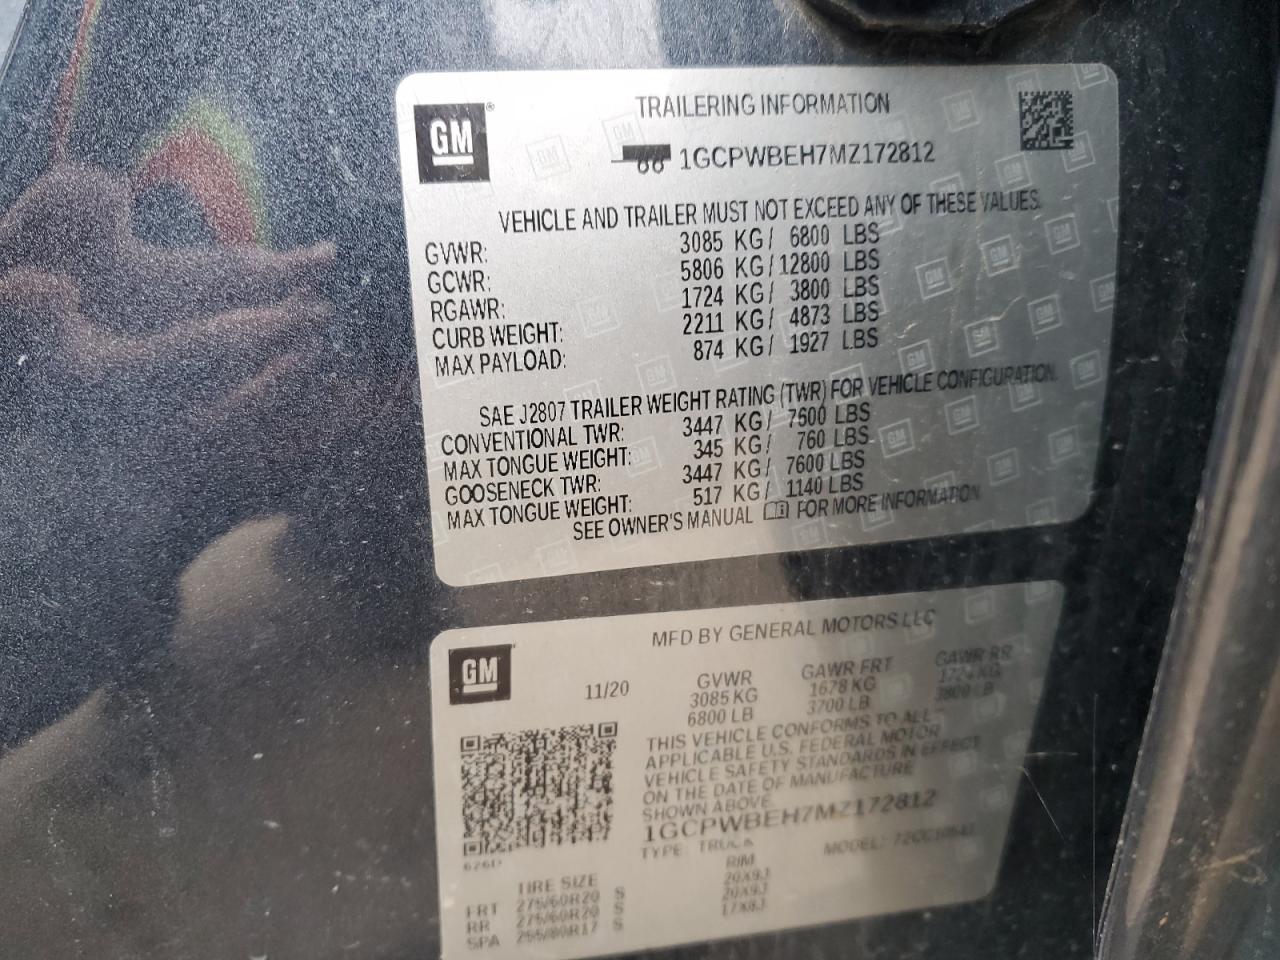 GM
TRAILERING INFORMATION
1GCPWBEH7MZ172812
VEHICLE AND TRAILER MUST NOT EXCEED ANY OF THESE VALUES.
GVWR: 3085 KG/ 6800 LBS
GCWR: 5806 KG/12800 LBS
RGAWR: 1724 KG/ 3800 LBS
CURB WEIGHT: 2211 KG/ 4873 LBS
MAX PAYLOAD: 874 KG/ 1927 LBS
SAE J2807 TRAILER WEIGHT RATING (TWR) FOR VEHICLE CONFIGURATION.
CONVENTIONAL TWR: 3447 KG/ 7600 LBS
MAX TONGUE WEIGHT: 345 KG/ 760 LBS
GOOSENECK TWR: 3447 KG/ 7600 LBS
MAX TONGUE WEIGHT: 517 KG/ 1140 LBS
SEE OWNER'S MANUAL FOR MORE INFORMATION
GM
MFD BY GENERAL MOTORS LLC
11/20 GVWR GAWR FRT GAWR RR
3085 KG 1678 KG 1724 KG
6800 LB 3700 LB 3800 LB
THIS VEHICLE CONFORMS TO ALL
APPLICABLE U.S. FEDERAL MOTOR
VEHICLE SAFETY STANDARDS IN EFFECT
ON THE DATE OF MANUFACTURE
SHOWN ABOVE.
1GCPWBEH7MZ172812
TYPE: TRUCK MODEL:
626D
TIRE SIZE RIM
FRT 275/60R20 S 20X9J
RR 275/60R20 S 20X9J
SPA 255/80R17 S 17X8J